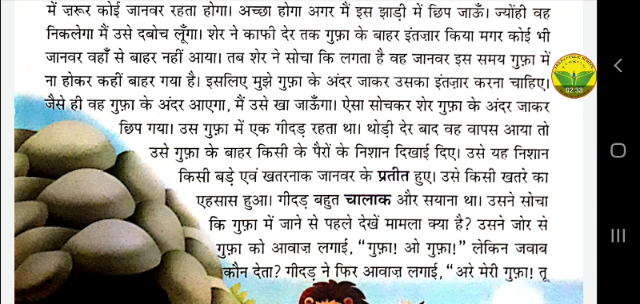 में ज़रूर कोई जानवर रहता होगा। अच्छा होगा अगर मैं इस झाड़ी में छिप जाऊँ। ज्योंही वह
निकलेगा मैं उसे दबोच लूँगा। शेर ने काफी देर तक गुफ़ा के बाहर इंतज़ार किया मगर कोई भी
जानवर वहाँ से बाहर नहीं आया। तब शेर ने सोचा कि लगता है वह जानवर इस समय गुफ़ा में
ना होकर कहीं बाहर गया है। इसलिए मुझे गुफ़ा के अंदर जाकर उसका इंतज़ार करना चाहिए।
जैसे ही वह गुफ़ा के अंदर आएगा, मैं उसे खा जाऊँगा। ऐसा सोचकर शेर गुफ़ा के अंदर जाकर
छिप गया। उस गुफ़ा में एक गीदड़ रहता था। थोड़ी देर बाद वह वापस आया तो
उसे गुफ़ा के बाहर किसी के पैरों के निशान दिखाई दिए। उसे यह निशान
किसी बड़े एवं खतरनाक जानवर के प्रतीत हुए। उसे किसी खतरे का
एहसास हुआ। गीदड़ बहुत चालाक और सयाना था। उसने सोचा
कि गुफ़ा में जाने से पहले देखें मामला क्या है? उसने जोर से
गुफ़ा को आवाज़ लगाई, “गुफ़ा! ओ गुफ़ा!” लेकिन जवाब
कौन देता? गीदड़ ने फिर आवाज़ लगाई, “अरे मेरी गुफ़ा! तू
02:33